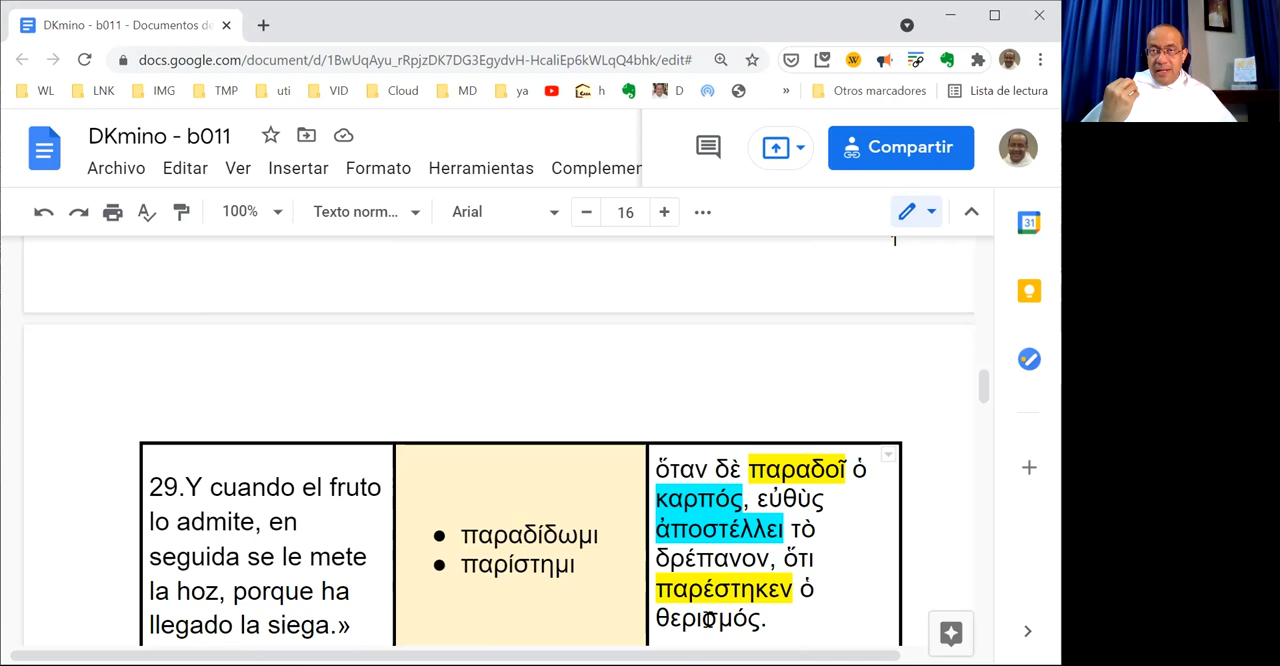 DKmino - b011 - Documentos de
docs.google.com/document/d/1BwUqAyu_rRpjzDK7DG3EgydvH-HcaliEp6kWLqQ4bhk/edit#
WL LNK IMG TMP uti VID Cloud MD ya h D » Otros marcadores Lista de lectura
DKmino - b011
Compartir
Archivo Editar Ver Insertar Formato Herramientas Complemen
100% Texto norm... Arial 16
31
1
29.Y cuando el fruto
lo admite, en
seguida se le mete
la hoz, porque ha
llegado la siega.»
● παραδίδωμι
● παρίστημι
ὅταν δὲ παραδοῖ ὁ
καρπός, εὐθὺς
ἀποστέλλει τὸ
δρέπανον, ὅτι
παρέστηκεν ὁ
θερισμός.